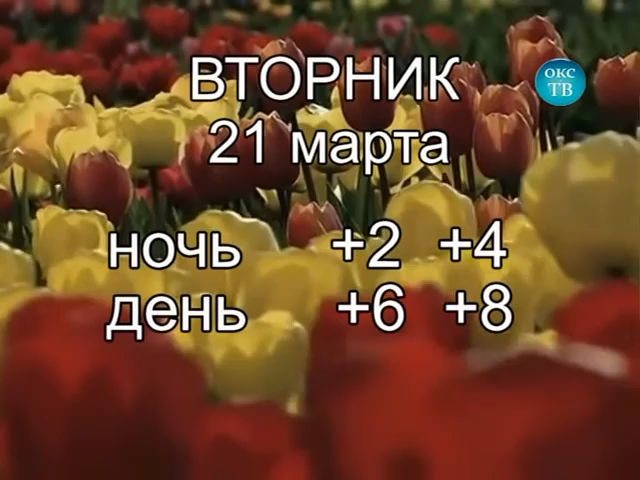 ВТОРНИК
ОКС
ТВ
21 марта
ночь +2 +4
день +6 +8